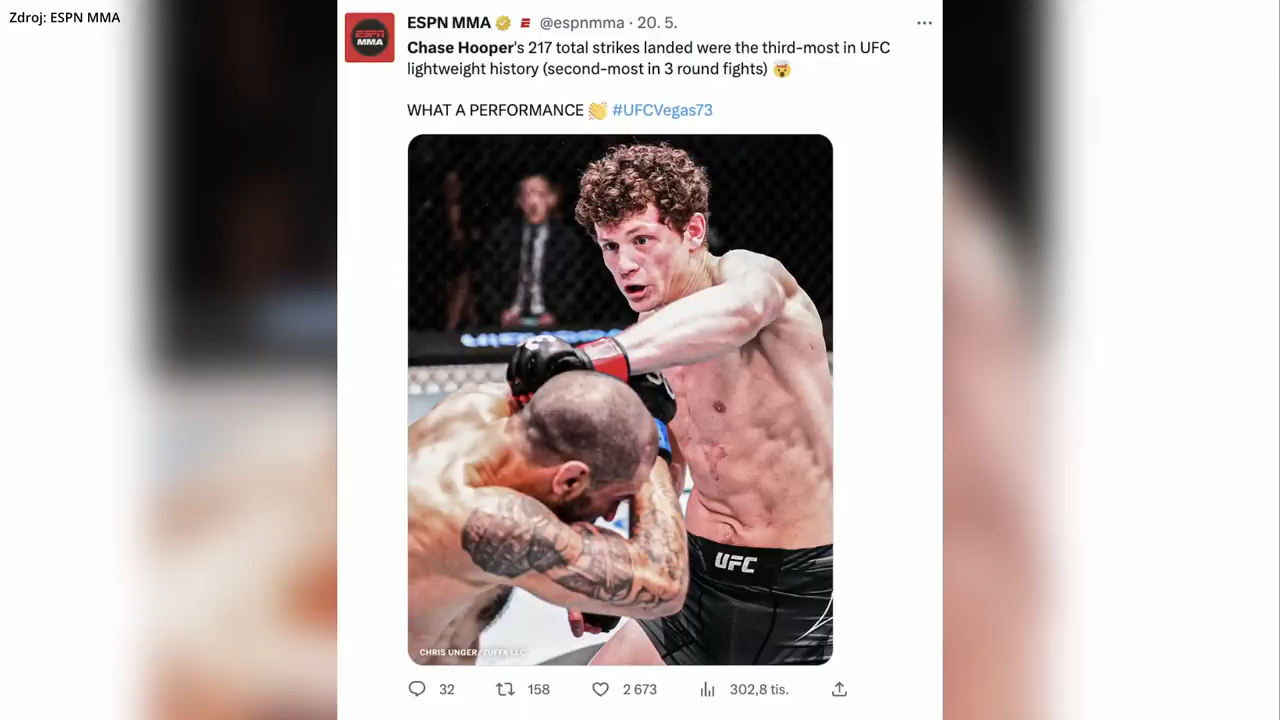 Zdroj: ESPN MMA
ESPN MMA @espnmma · 20. 5.
ESPN
MMA
Chase Hooper's 217 total strikes landed were the third-most in UFC
lightweight history (second-most in 3 round fights) 🤯
WHAT A PERFORMANCE 👏 #UFCVegas73
UFC
CHRIS UNGER/ZUFFA LLC
32 158 2 673 302,8 tis.